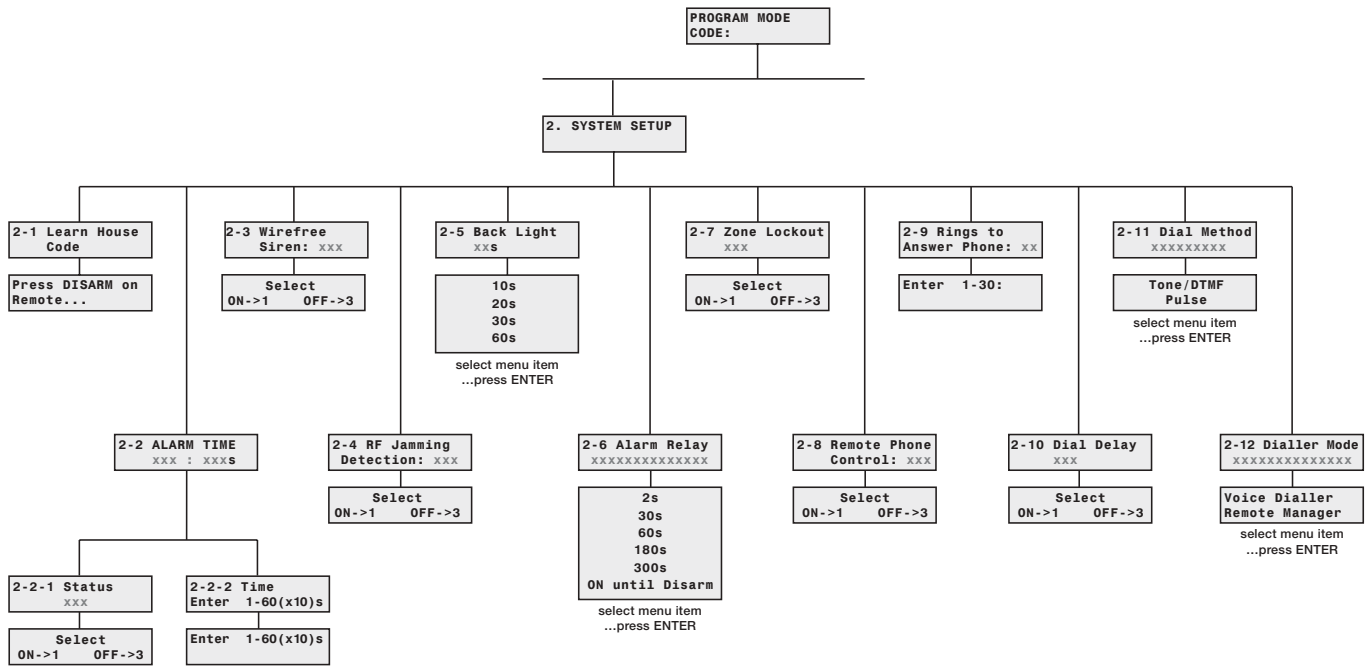 PROGRAM MODE
CODE:
2. SYSTEM SETUP
2-1 Learn House
Code
Press DISARM on
Remote...
2-3 Wirefree
Siren: xxx
Select
ON->1 OFF->3
2-5 Back Light
xxs
10s
20s
30s
60s
select menu item
...press ENTER
2-7 Zone Lockout
xxx
Select
ON->1 OFF->3
2-9 Rings to
Answer Phone: xx
Enter 1-30:
2-11 Dial Method
xxxxxxxxx
Tone/DTMF
Pulse
select menu item
...press ENTER
2-2 ALARM TIME
xxx : xxxs
2-2-1 Status
xxx
Select
ON->1 OFF->3
2-2-2 Time
Enter 1-60(x10)s
Enter 1-60(x10)s
2-4 RF Jamming
Detection: xxx
Select
ON->1 OFF->3
2-6 Alarm Relay
xxxxxxxxxxxxxx
2s
30s
60s
180s
300s
ON until Disarm
select menu item
...press ENTER
2-8 Remote Phone
Control: xxx
Select
ON->1 OFF->3
2-10 Dial Delay
xxx
Select
ON->1 OFF->3
2-12 Dialler Mode
xxxxxxxxxxxxxx
Voice Dialler
Remote Manager
select menu item
...press ENTER